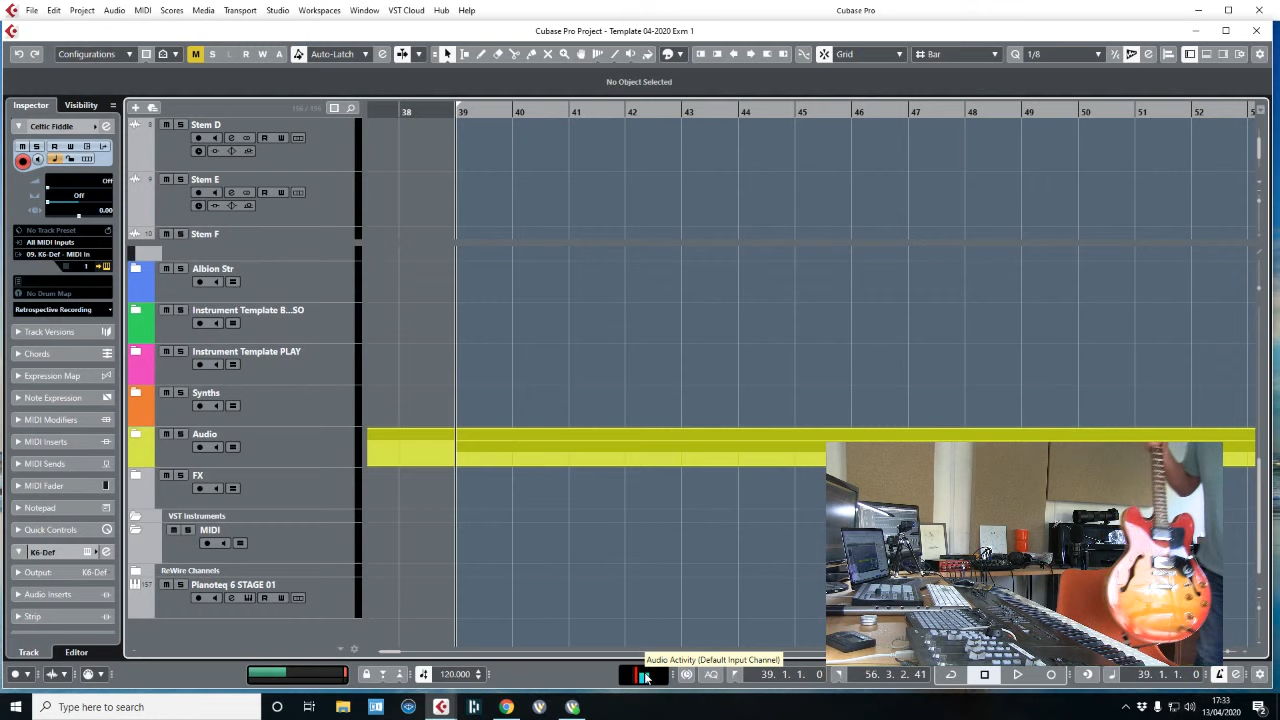 File Edit Project Audio MIDI Scores Media Transport Studio Workspaces Window VST Cloud Hub Help Cubase Pro
Cubase Pro Project - Template 04-2020 Exm 1
Configurations M S L R W A Auto-Latch Grid Bar Q 1/8
No Object Selected
Inspector Visibility 156 / 156 38 39 40 41 42 43 44 45 46 47 48 49 50 51 52
Celtic Fiddle
Stem D
Stem E
Stem F
Off
Off
0.00
No Track Preset
All MIDI Inputs
09. K6-Def - MIDI In
1
No Drum Map
Retrospective Recording
Track Versions
Chords
Expression Map
Note Expression
MIDI Modifiers
MIDI Inserts
MIDI Sends
MIDI Fader
Notepad
Quick Controls
K6-Def
Output: K6-Def
Audio Inserts
Strip
Track Editor
Albion Str
Instrument Template B...SO
Instrument Template PLAY
Synths
Audio
FX
VST Instruments
MIDI
ReWire Channels
157 Pianoteq 6 STAGE 01
Audio Activity (Default Input Channel)
120.000 AQ 39. 1. 1. 0 56. 3. 2. 41 39. 1. 1. 0
Type here to search 17:33
13/04/2020